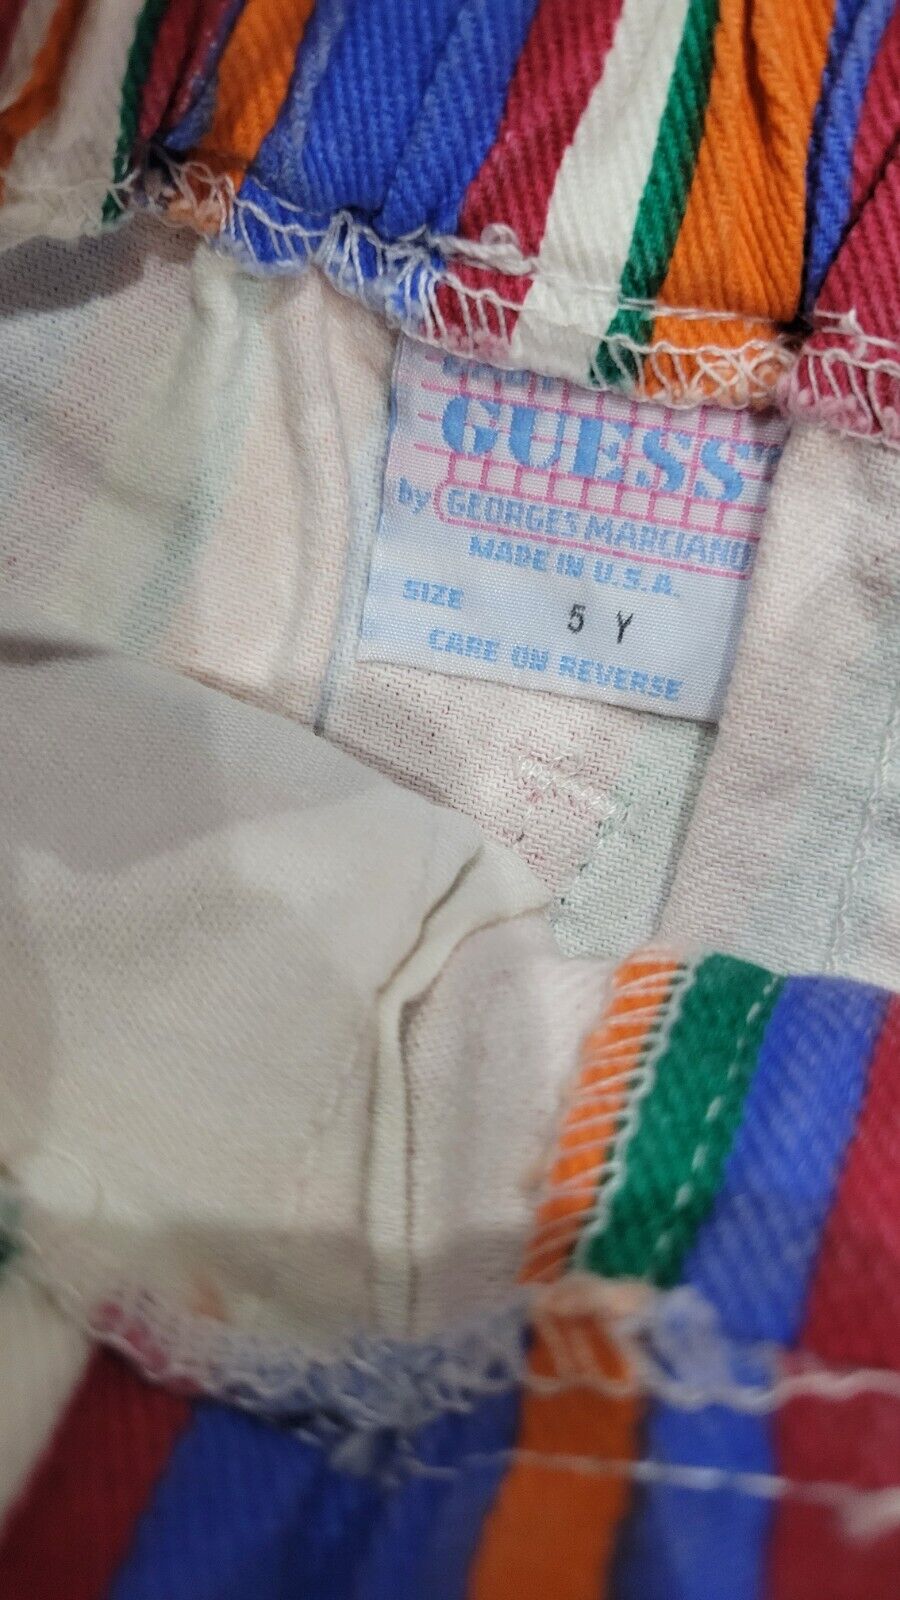 GUESS
by GEORGES MARCIANO
MADE IN U.S.A.
SIZE 5 Y
CARE ON REVERSE